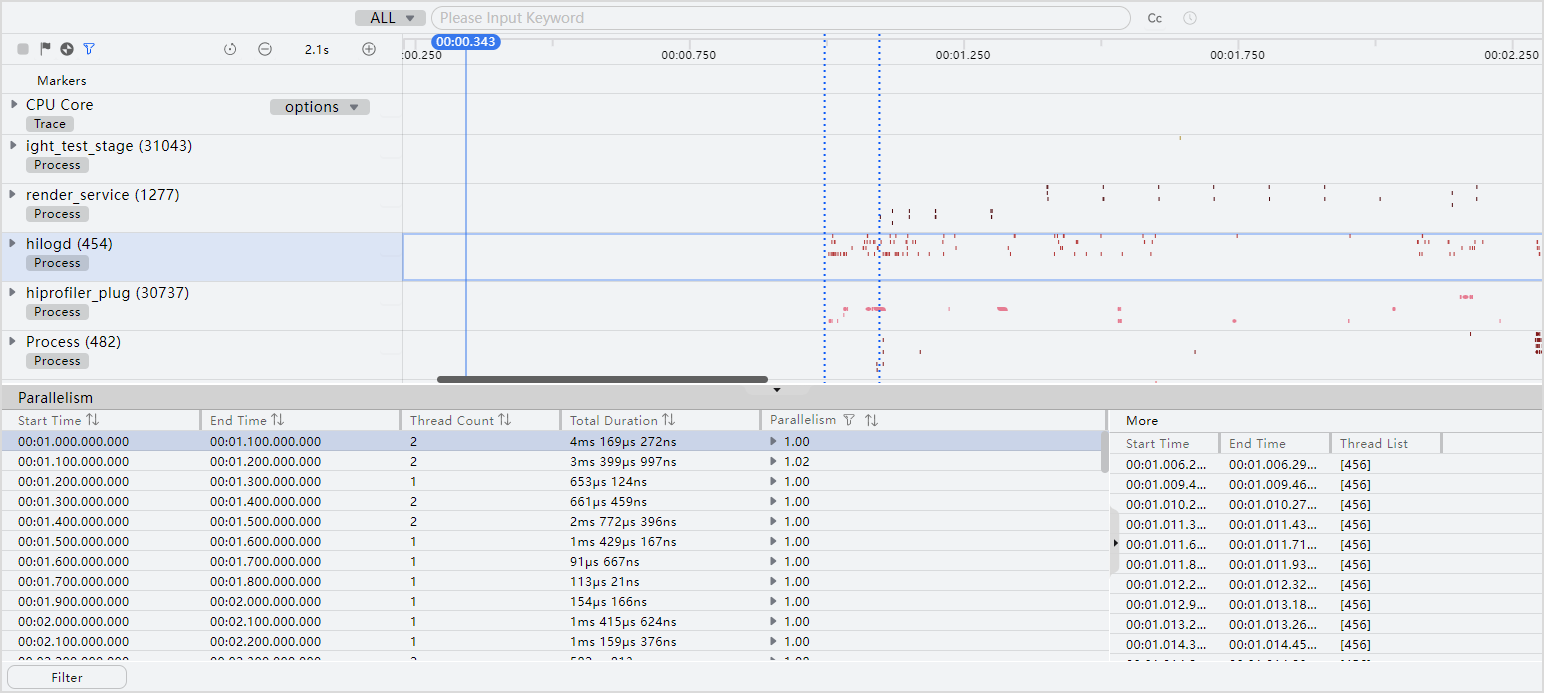 ALL Please Input Keyword Cc
2.1s :00.250 00:00.343 00:00.750 00:01.250 00:01.750 00:02.250
Markers
CPU Core options
Trace
ight_test_stage (31043)
Process
render_service (1277)
Process
hilogd (454)
Process
hiprofiler_plug (30737)
Process
Process (482)
Process
Parallelism
Start Time End Time Thread Count Total Duration Parallelism
00:01.000.000.000 00:01.100.000.000 2 4ms 169μs 272ns 1.00
00:01.100.000.000 00:01.200.000.000 2 3ms 399μs 997ns 1.02
00:01.200.000.000 00:01.300.000.000 1 653μs 124ns 1.00
00:01.300.000.000 00:01.400.000.000 2 661μs 459ns 1.00
00:01.400.000.000 00:01.500.000.000 2 2ms 772μs 396ns 1.00
00:01.500.000.000 00:01.600.000.000 1 1ms 429μs 167ns 1.00
00:01.600.000.000 00:01.700.000.000 1 91μs 667ns 1.00
00:01.700.000.000 00:01.800.000.000 1 113μs 21ns 1.00
00:01.900.000.000 00:02.000.000.000 1 154μs 166ns 1.00
00:02.000.000.000 00:02.100.000.000 1 1ms 415μs 624ns 1.00
00:02.100.000.000 00:02.200.000.000 1 1ms 159μs 376ns 1.00
More
Start Time End Time Thread List
00:01.006.2... 00:01.006.29... [456]
00:01.009.4... 00:01.009.46... [456]
00:01.010.2... 00:01.010.27... [456]
00:01.011.3... 00:01.011.43... [456]
00:01.011.6... 00:01.011.71... [456]
00:01.011.8... 00:01.011.93... [456]
00:01.012.2... 00:01.012.32... [456]
00:01.012.9... 00:01.013.18... [456]
00:01.013.2... 00:01.013.26... [456]
00:01.014.3... 00:01.014.45... [456]
Filter